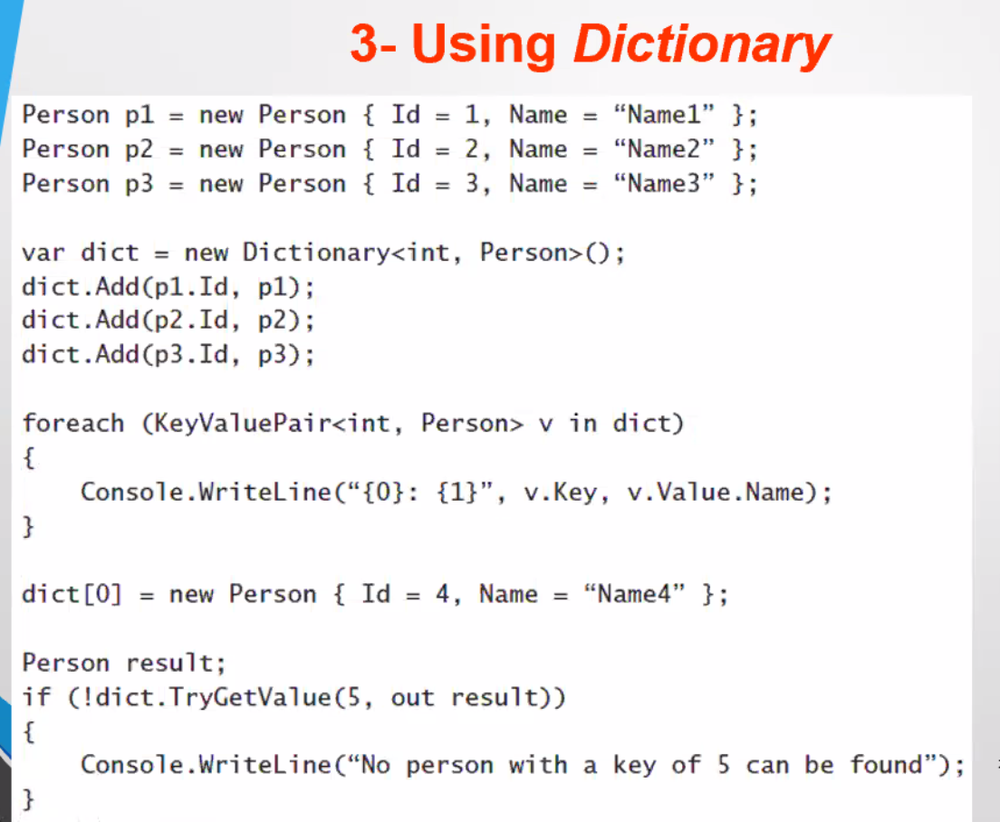 3- Using Dictionary
Person p1 = new Person { Id = 1, Name = “Name1” };
Person p2 = new Person { Id = 2, Name = “Name2” };
Person p3 = new Person { Id = 3, Name = “Name3” };
var dict = new Dictionary<int, Person>();
dict.Add(p1.Id, p1);
dict.Add(p2.Id, p2);
dict.Add(p3.Id, p3);
foreach (KeyValuePair<int, Person> v in dict)
{
    Console.WriteLine(“{0}: {1}”, v.Key, v.Value.Name);
}
dict[0] = new Person { Id = 4, Name = “Name4” };
Person result;
if (!dict.TryGetValue(5, out result))
{
    Console.WriteLine(“No person with a key of 5 can be found”);
}